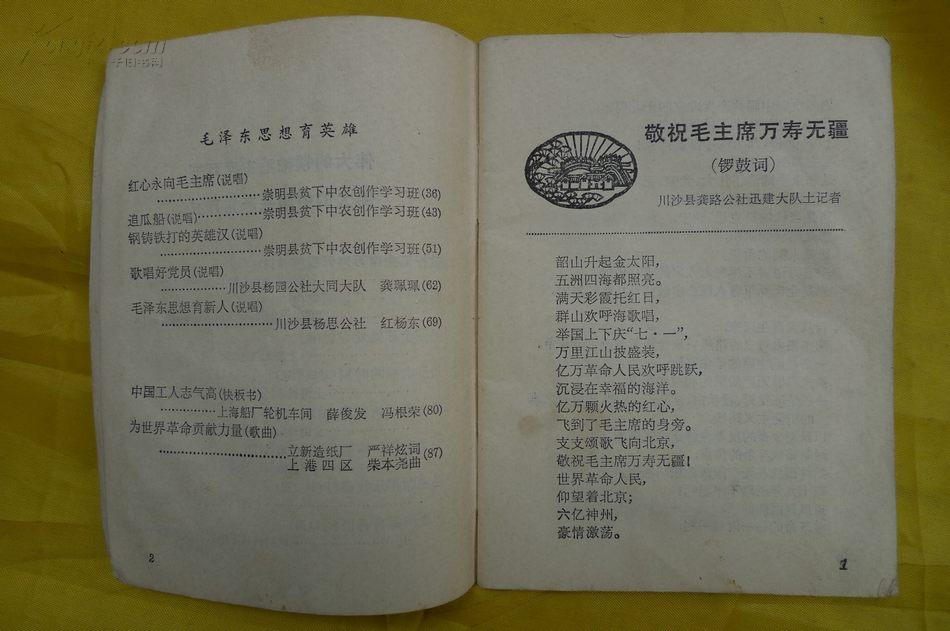 毛泽东思想育英雄
红心永向毛主席(说唱)
……………崇明县贫下中农创作学习班(36)
追瓜船(说唱)…………崇明县贫下中农创作学习班(43)
钢铸铁打的英雄汉(说唱)
……………崇明县贫下中农创作学习班(51)
歌唱好党员(说唱)
…………川沙县杨园公社大同大队 龚珮珮(62)
毛泽东思想育新人(说唱)
………………川沙县杨思公社 红杨东(69)
中国工人志气高(快板书)
………上海船厂轮机车间 薛俊发 冯根荣(80)
为世界革命贡献力量(歌曲)
…………………立新造纸厂 严祥炫词
上港四区 柴本尧曲(87)
2
敬祝毛主席万寿无疆
(锣鼓词)
川沙县龚路公社迅建大队土记者
韶山升起金太阳,
五洲四海都照亮。
满天彩霞托红日,
群山欢呼海歌唱,
举国上下庆“七·一”,
万里江山披盛装,
亿万革命人民欢呼跳跃,
沉浸在幸福的海洋。
亿万颗火热的红心,
飞到了毛主席的身旁。
支支颂歌飞向北京,
敬祝毛主席万寿无疆!
世界革命人民,
仰望着北京;
六亿神州,
豪情激荡。
1